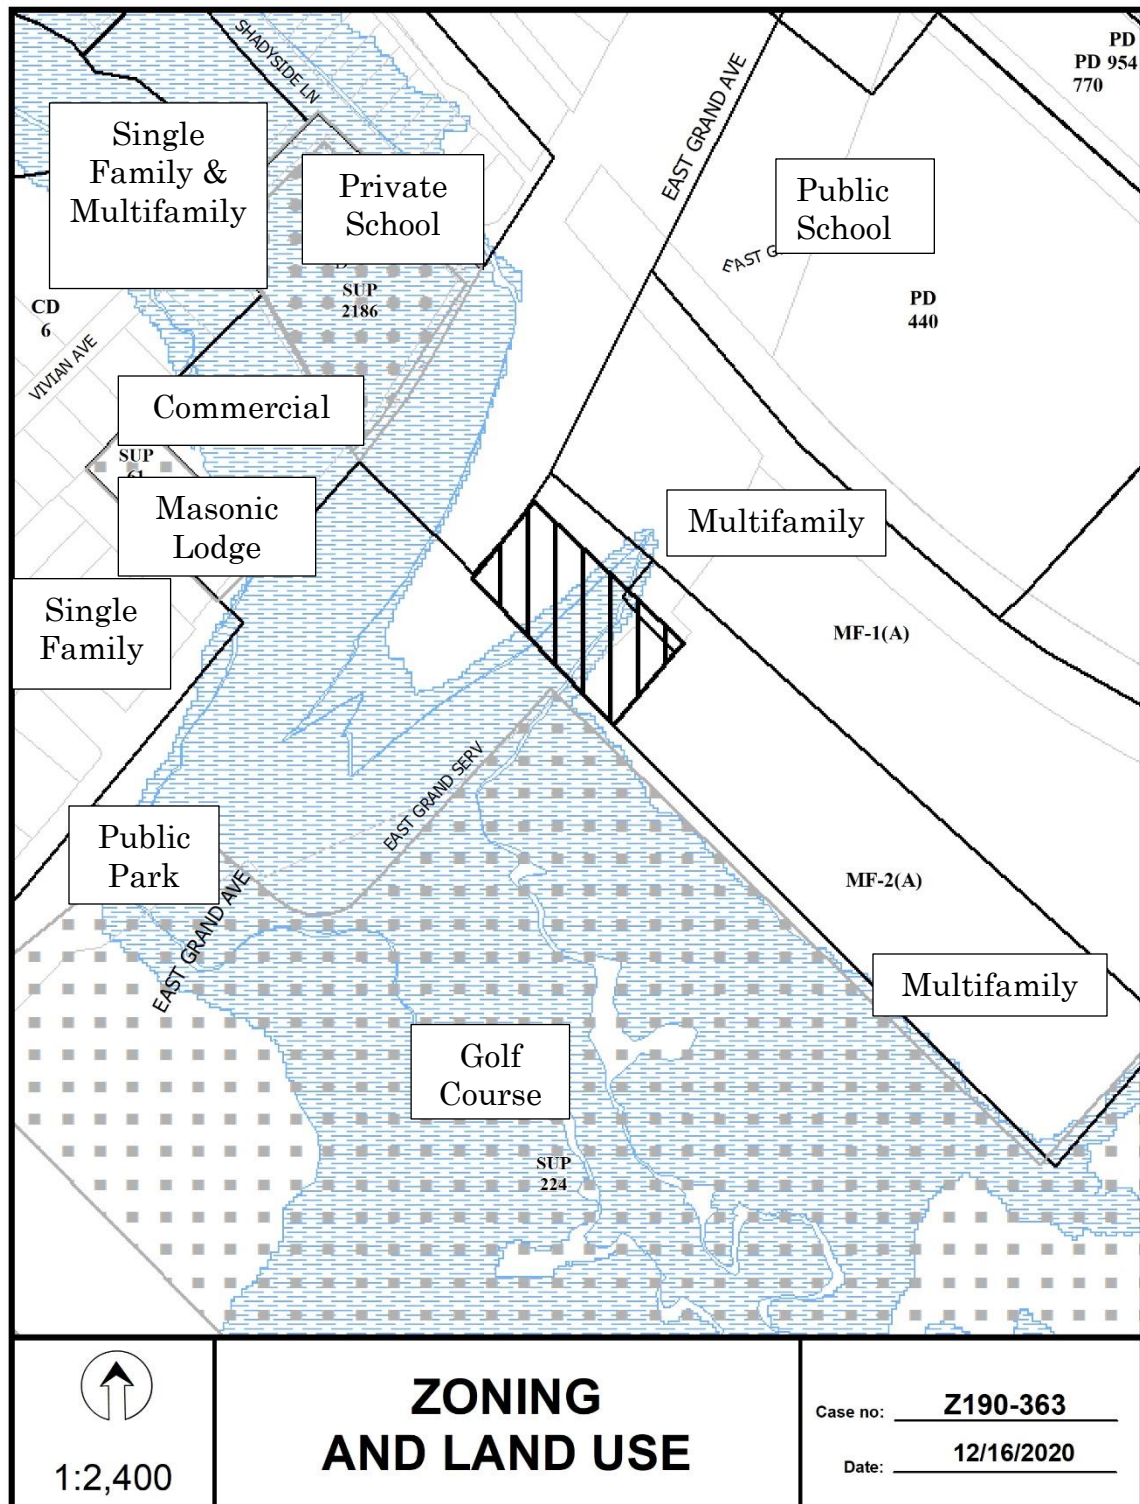 SHADYSIDE LN
EAST GRAND AVE
PD
954
PD
770
Single
Family &
Multifamily
Private
School
Public
School
EAST G
SUP
2186
PD
440
CD
6
VIVIAN AVE
Commercial
SUP
61
Masonic
Lodge
Multifamily
Single
Family
MF-1(A)
EAST GRAND SERV
Public
Park
EAST GRAND AVE
MF-2(A)
Multifamily
Golf
Course
SUP
224
1:2,400
ZONING
AND LAND USE
Case no: Z190-363
Date: 12/16/2020